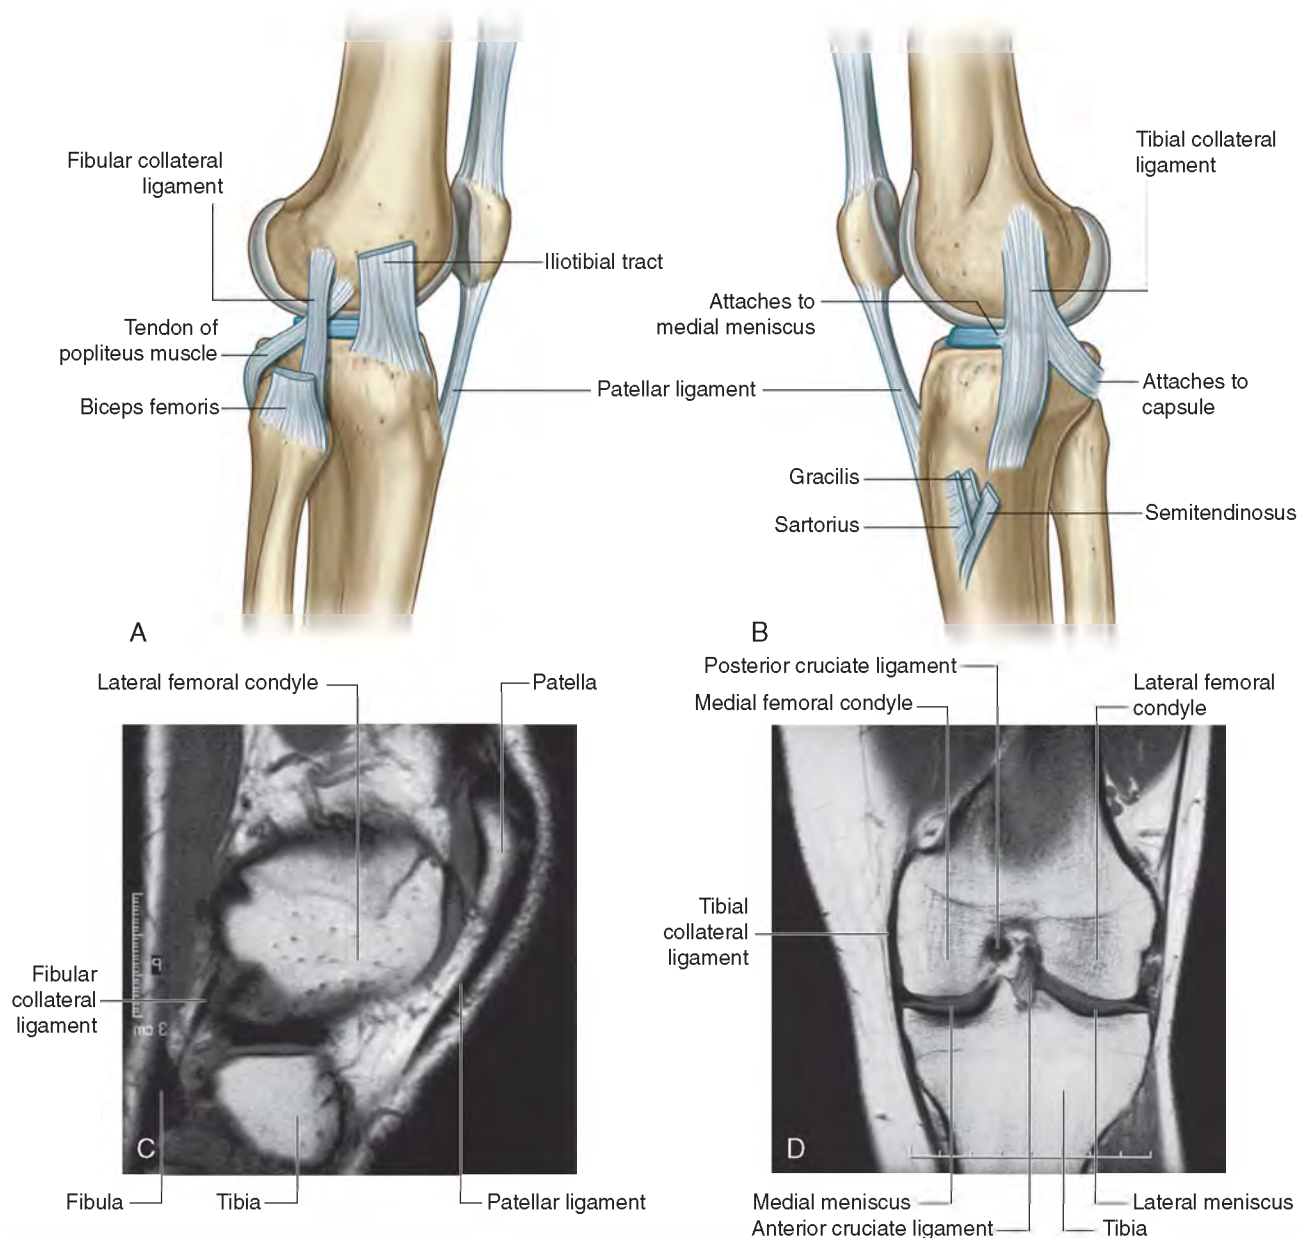 Fibular collateral
ligament
Tendon of
popliteus muscle
Biceps femoris
Iliotibial tract
Patellar ligament
Tibial collateral
ligament
Attaches to
medial meniscus
Attaches to
capsule
Gracilis
Sartorius
Semitendinosus
A
B
Lateral femoral condyle
Patella
Fibular
collateral
ligament
P
3 cm
C
Fibula
Tibia
Patellar ligament
Posterior cruciate ligament
Medial femoral condyle
Lateral femoral
condyle
Tibial
collateral
ligament
D
Medial meniscus
Anterior cruciate ligament
Lateral meniscus
Tibia